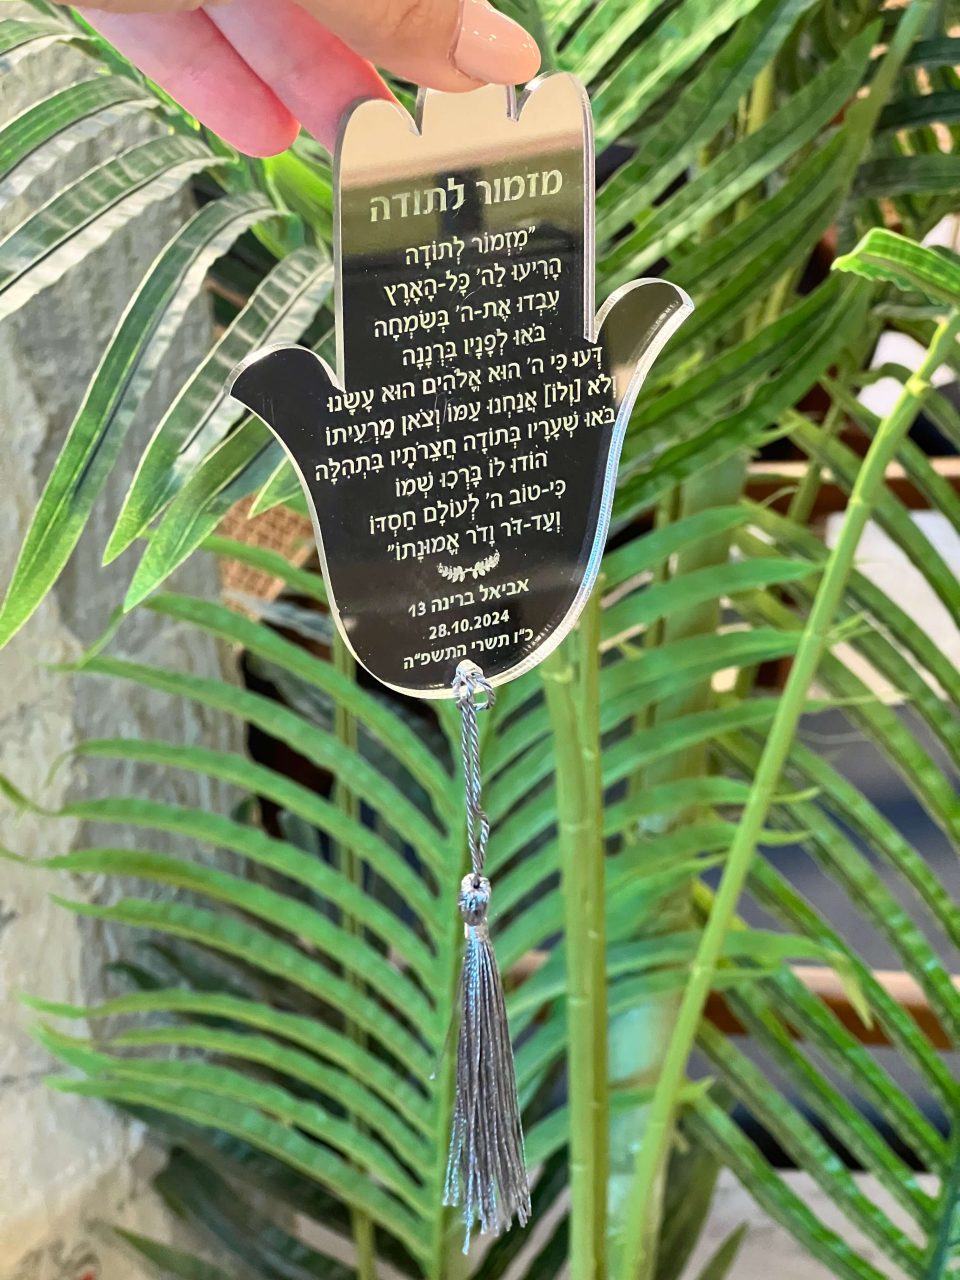 מזמור לתודה
"מִזְמוֹר לְתוֹדָה
הָרִיעוּ לַה' כָּל-הָאָרֶץ
עִבְדוּ אֶת-ה' בְּשִׂמְחָה
בֹּאוּ לְפָנָיו בִּרְנָנָה
דְּעוּ כִּי ה' הוּא אֱלֹהִים הוּא עָשָׂנוּ
וְלֹא [וְלוֹ] אֲנַחְנוּ עַמּוֹ וְצֹאן מַרְעִיתוֹ
בֹּאוּ שְׁעָרָיו בְּתוֹדָה חֲצֵרֹתָיו בִּתְהִלָּה
הוֹדוּ לוֹ בָּרְכוּ שְׁמוֹ
כִּי-טוֹב ה' לְעוֹלָם חַסְדּוֹ
וְעַד-דֹּר וָדֹר אֱמוּנָתוֹ"
אביאל ברינה 13
28.10.2024
כ"ו תשרי התשפ"ה